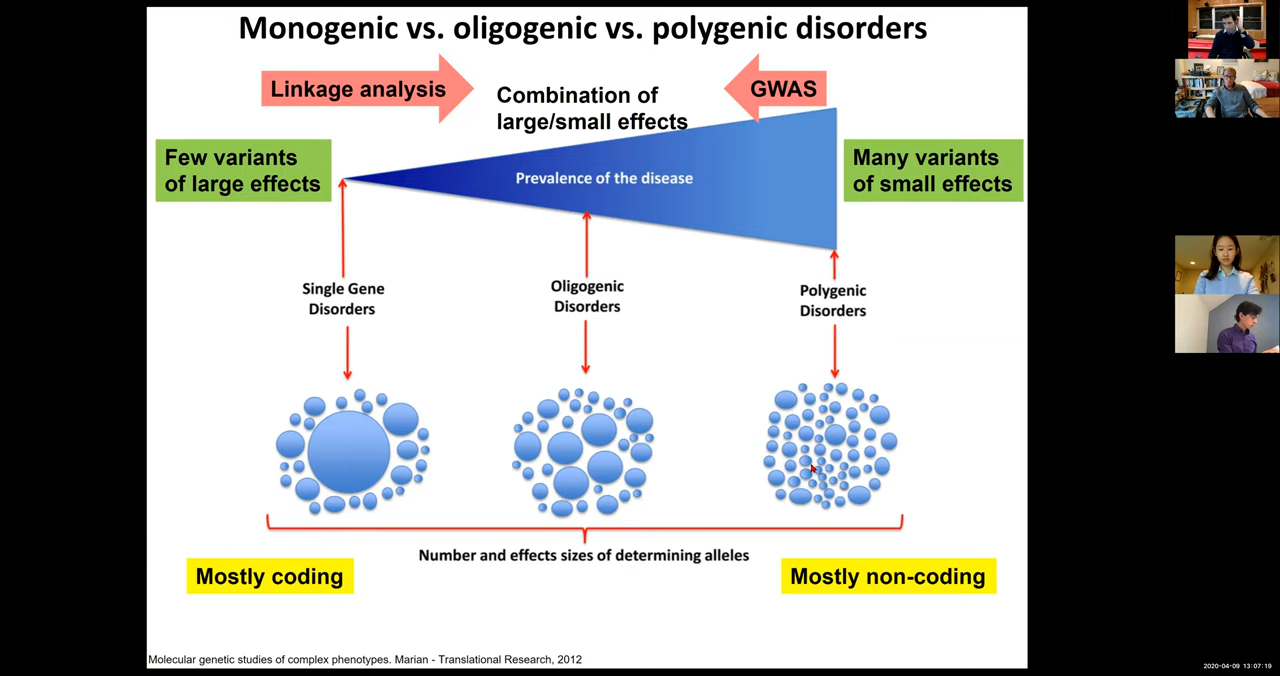 Monogenic vs. oligogenic vs. polygenic disorders
Linkage analysis
GWAS
Combination of
large/small effects
Few variants
of large effects
Prevalence of the disease
Many variants
of small effects
Single Gene
Disorders
Oligogenic
Disorders
Polygenic
Disorders
Number and effects sizes of determining alleles
Mostly coding
Mostly non-coding
Molecular genetic studies of complex phenotypes. Marian - Translational Research, 2012
2020-04-09 13:07:19